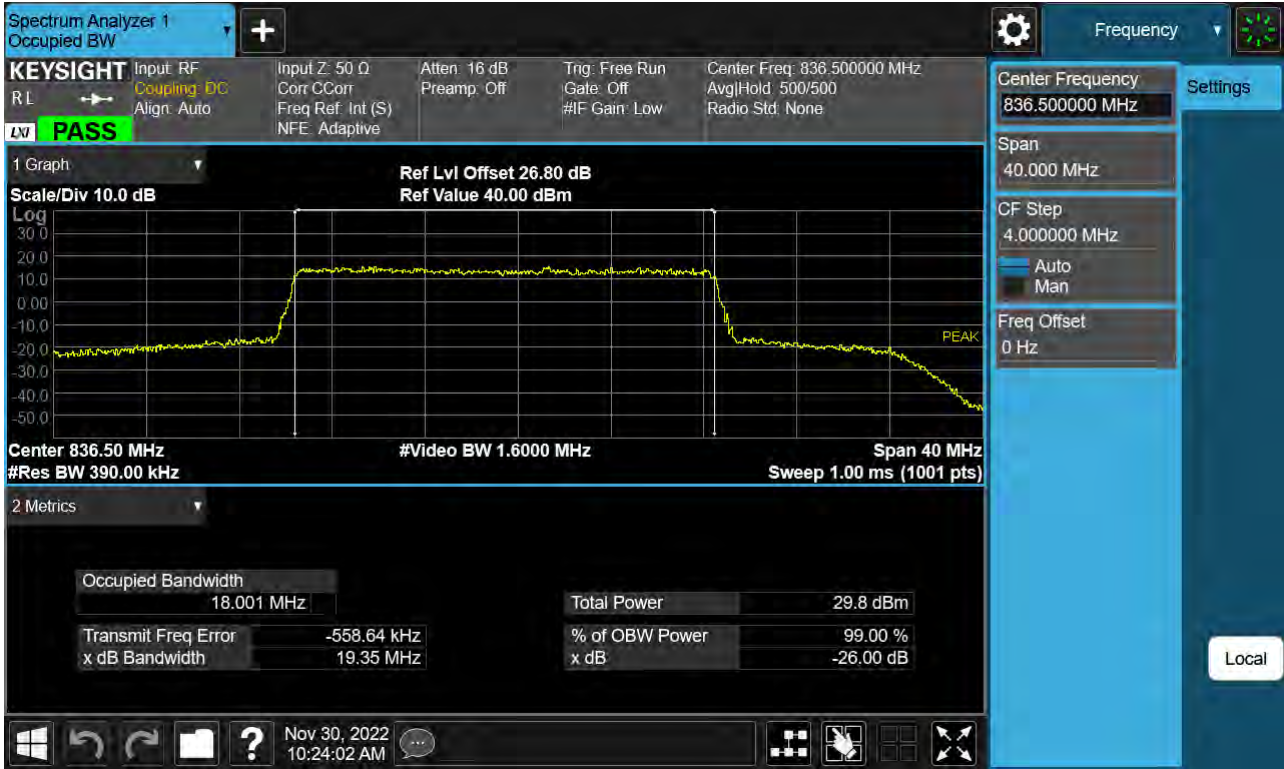 Spectrum Analyzer 1
Occupied BW
Frequency
KEYSIGHT
R L
LXI
PASS
Input: RF
Coupling: DC
Align: Auto
Input Z: 50 Ω
Corr CCorr
Freq Ref: Int (S)
NFE: Adaptive
Atten: 16 dB
Preamp: Off
Trig: Free Run
Gate: Off
#IF Gain: Low
Center Freq: 836.500000 MHz
Avg|Hold: 500/500
Radio Std: None
Center Frequency
836.500000 MHz
Settings
Span
40.000 MHz
CF Step
4.000000 MHz
Auto
Man
Freq Offset
0 Hz
Local
1 Graph
Scale/Div 10.0 dB
Ref Lvl Offset 26.80 dB
Ref Value 40.00 dBm
Log
30.0
20.0
10.0
0.00
-10.0
-20.0
-30.0
-40.0
-50.0
PEAK
Center 836.50 MHz
#Video BW 1.6000 MHz
Span 40 MHz
#Res BW 390.00 kHz
Sweep 1.00 ms (1001 pts)
2 Metrics
Occupied Bandwidth
18.001 MHz
Total Power 29.8 dBm
Transmit Freq Error -558.64 kHz
% of OBW Power 99.00 %
x dB Bandwidth 19.35 MHz
x dB -26.00 dB
?
Nov 30, 2022
10:24:02 AM